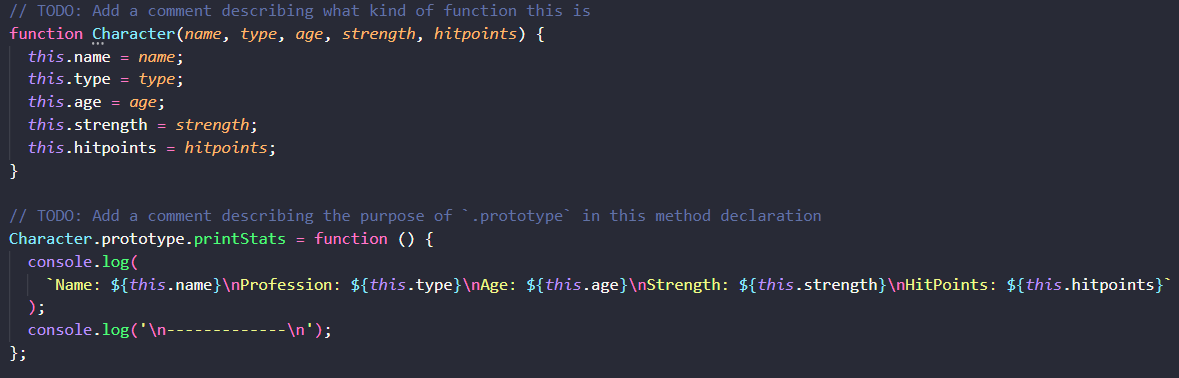 // TODO: Add a comment describing what kind of function this is
function Character(name, type, age, strength, hitpoints) {
  this.name = name;
  this.type = type;
  this.age = age;
  this.strength = strength;
  this.hitpoints = hitpoints;
}

// TODO: Add a comment describing the purpose of `.prototype` in this method declaration
Character.prototype.printStats = function () {
  console.log(
    `Name: ${this.name}\nProfession: ${this.type}\nAge: ${this.age}\nStrength: ${this.strength}\nHitPoints: ${this.hitpoints}`
  );
  console.log('\n-------------\n');
};